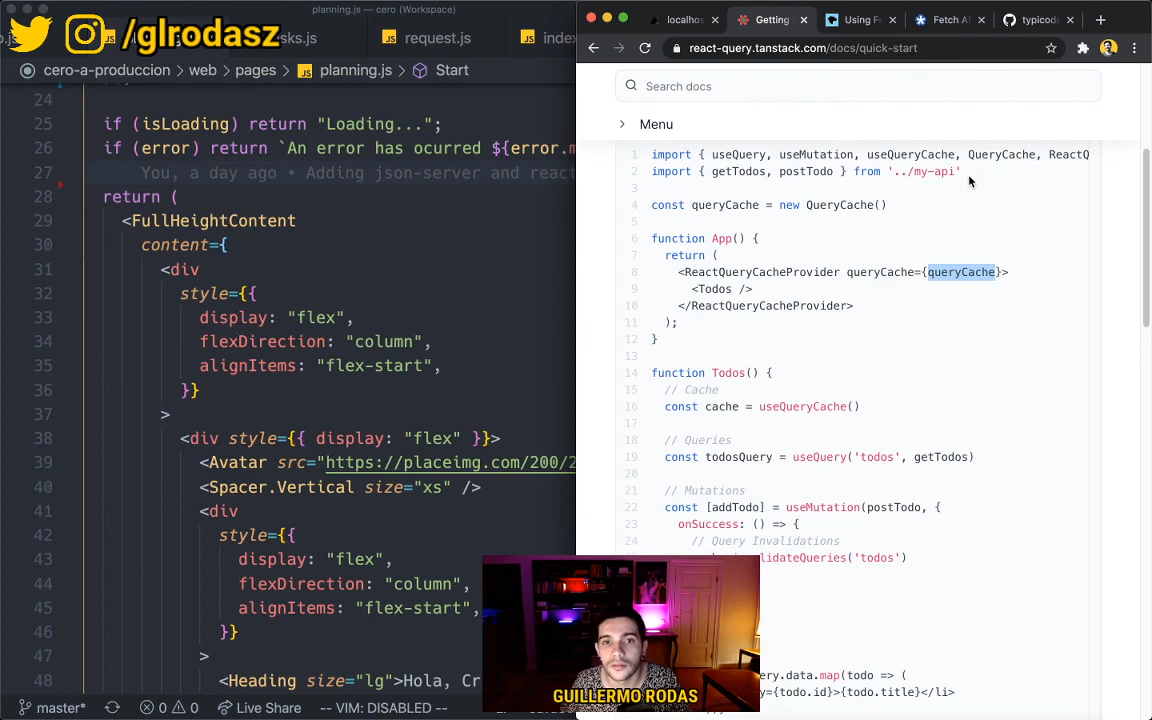 planning.js — cero (Workspace)
/glrodasz
sks.js
request.js
index
cero-a-produccion > web > pages > planning.js > Start
24
25 if (isLoading) return "Loading...";
26 if (error) return `An error has ocurred ${error.m
27 You, a day ago • Adding json-server and react
28 return (
29 <FullHeightContent
30 content={
31 <div
32 style={{
33 display: "flex",
34 flexDirection: "column",
35 alignItems: "flex-start",
36 }}
37 >
38 <div style={{ display: "flex" }}>
39 <Avatar src="https://placeimg.com/200/2
40 <Spacer.Vertical size="xs" />
41 <div
42 style={{
43 display: "flex",
44 flexDirection: "column",
45 alignItems: "flex-start",
46 }}
47 >
48 <Heading size="lg">Hola, Cr
master*
0
0
Live Share
-- VIM: DISABLED --
localhos
Getting
Using Fe
Fetch AP
typicod
react-query.tanstack.com/docs/quick-start
Search docs
Menu
1 import { useQuery, useMutation, useQueryCache, QueryCache, ReactQ
2 import { getTodos, postTodo } from '../my-api'
3
4 const queryCache = new QueryCache()
5
6 function App() {
7 return (
8 <ReactQueryCacheProvider queryCache={queryCache}>
9 <Todos />
10 </ReactQueryCacheProvider>
11 );
12 }
13
14 function Todos() {
15 // Cache
16 const cache = useQueryCache()
17
18 // Queries
19 const todosQuery = useQuery('todos', getTodos)
20
21 // Mutations
22 const [addTodo] = useMutation(postTodo, {
23 onSuccess: () => {
24 // Query Invalidations
alidateQueries('todos')
.data.map(todo => (
y={todo.id}>{todo.title}</li>
GUILLERMO RODAS